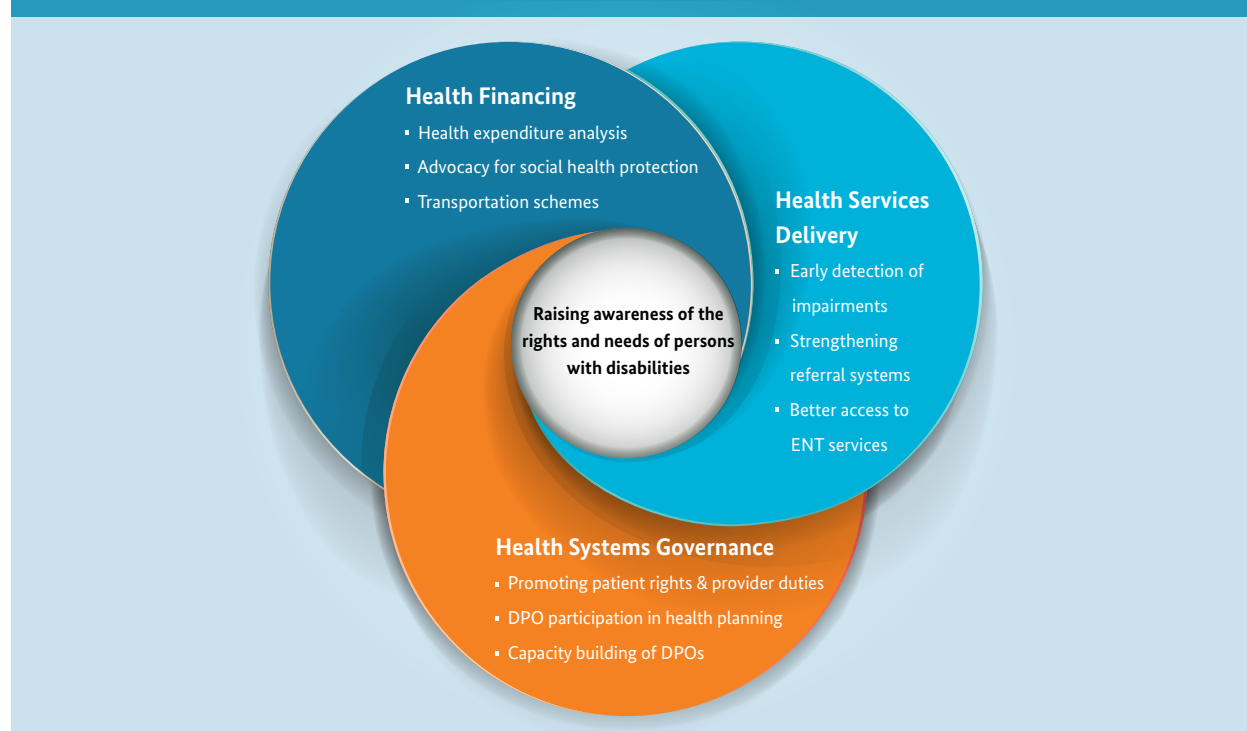 Health Financing
▪ Health expenditure analysis
▪ Advocacy for social health protection
▪ Transportation schemes
Health Services
Delivery
▪ Early detection of
impairments
▪ Strengthening
referral systems
▪ Better access to
ENT services
Raising awareness of the
rights and needs of persons
with disabilities
Health Systems Governance
▪ Promoting patient rights & provider duties
▪ DPO participation in health planning
▪ Capacity building of DPOs